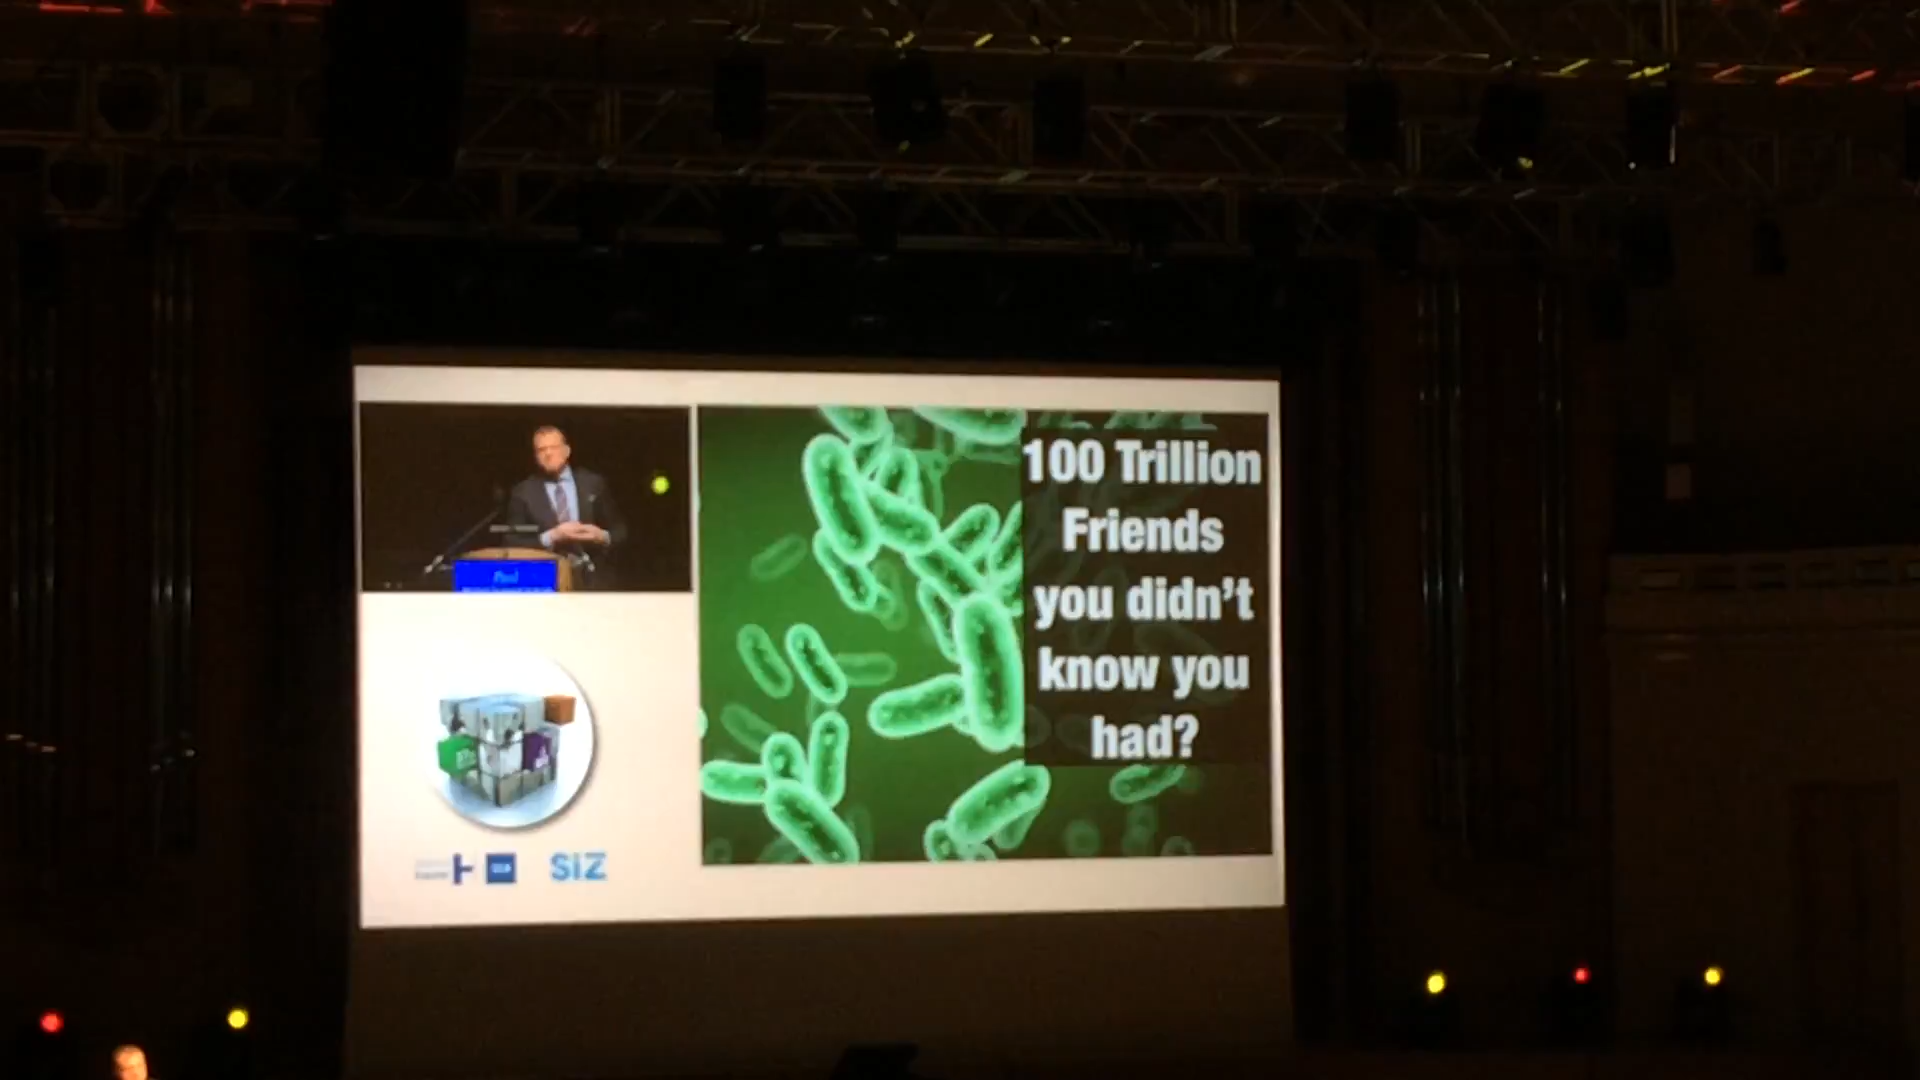 100 Trillion
Friends
you didn't
know you
had?
SiZ